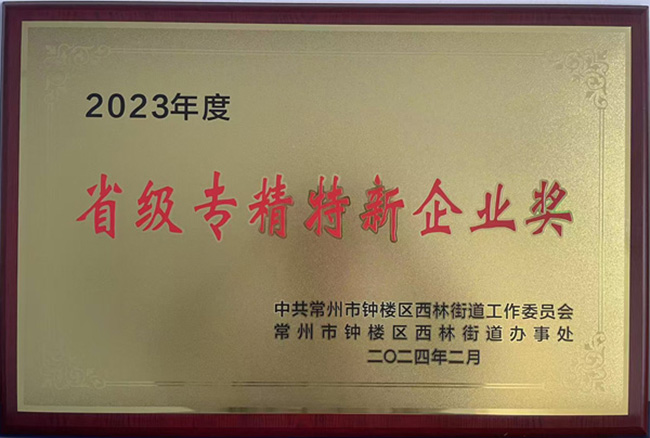 2023年度
省级专精特新企业奖
中共常州市钟楼区西林街道工作委员会
常州市钟楼区西林街道办事处
二〇二四年二月